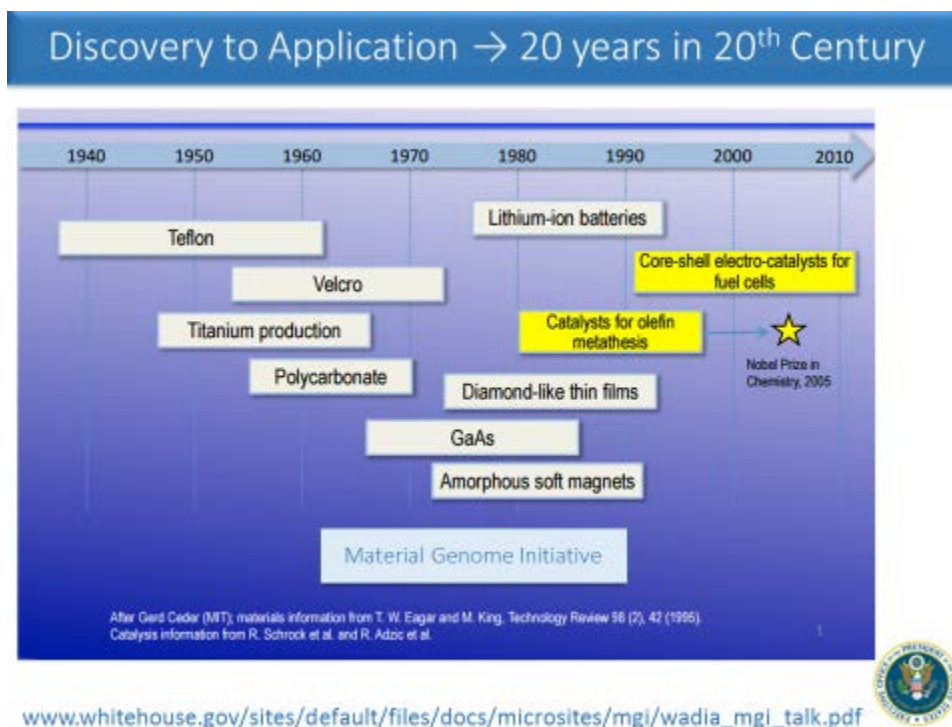 Discovery to Application → 20 years in 20th Century
1940 1950 1960 1970 1980 1990 2000 2010
Lithium-ion batteries
Teflon
Core-shell electro-catalysts for
fuel cells
Velcro
Titanium production
Catalysts for olefin
metathesis
Nobel Prize in
Chemistry, 2005
Polycarbonate
Diamond-like thin films
GaAs
Amorphous soft magnets
Material Genome Initiative
After Gerd Ceder (MIT); materials information from T. W. Eagar and M. King, Technology Review 98 (2), 42 (1995).
Catalysis information from R. Schrock et al. and R. Adzic et al.
1
www.whitehouse.gov/sites/default/files/docs/microsites/mgi/wadia_mgi_talk.pdf